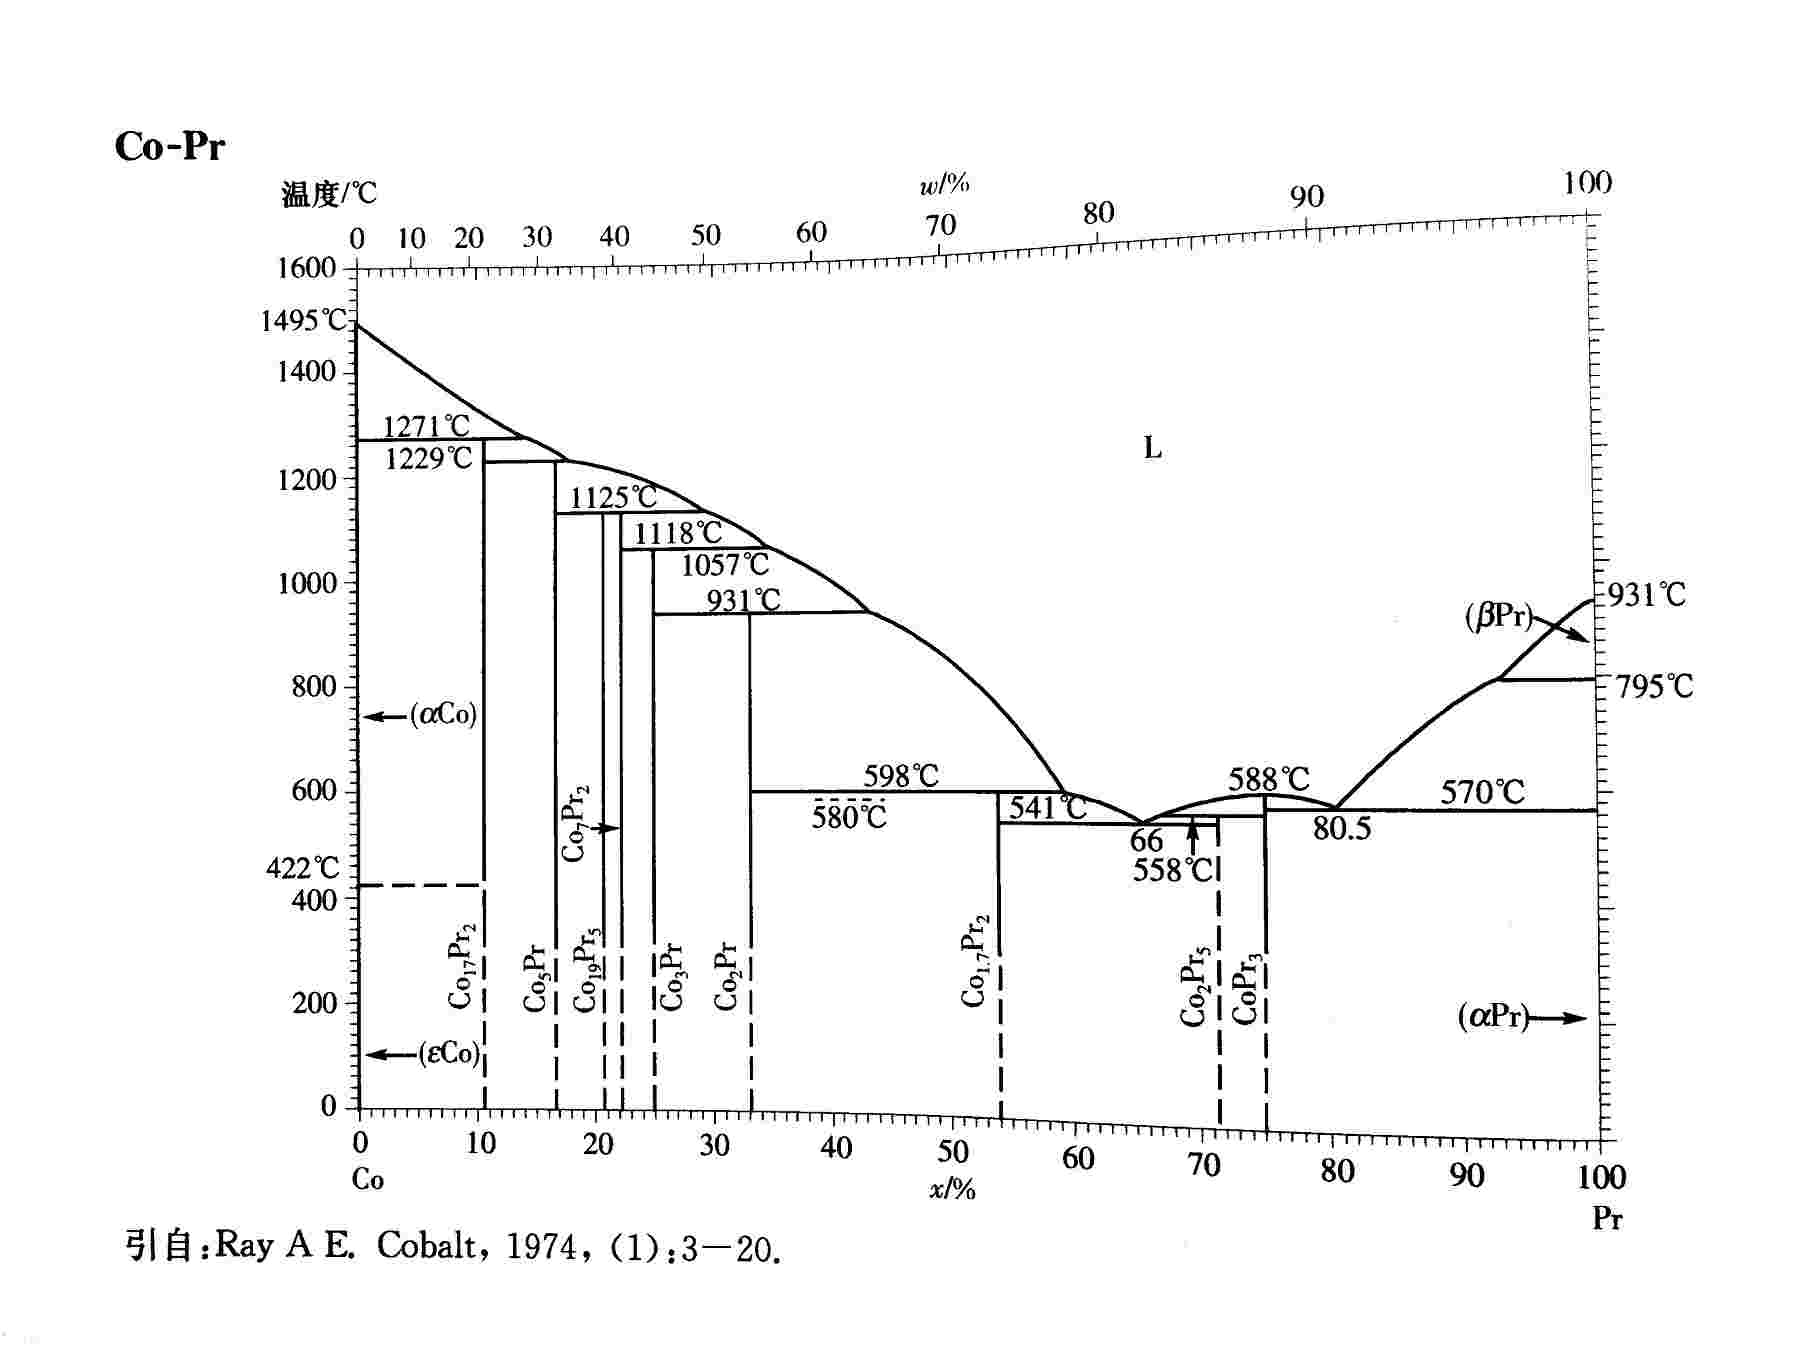 Co-Pr
温度/℃
w/%
0 10 20 30 40 50 60 70 80 90 100
1600
1495℃
1400
1271℃
1229℃
L
1200
1125℃
1118℃
1057℃
1000
931℃
931℃
(βPr)
800
795℃
(αCo)
598℃
588℃
600
570℃
580℃
541℃
Co₇Pr₂
66
80.5
558℃
422℃
400
Co₁₇Pr₂
Co₅Pr
Co₁₉Pr₅
Co₃Pr
Co₂Pr
Co₁.₇Pr₂
Co₂Pr₅
CoPr₃
200
(αPr)
(εCo)
0
0 10 20 30 40 50 60 70 80 90 100
Co
x/%
Pr
引自:Ray A E. Cobalt, 1974, (1):3—20.